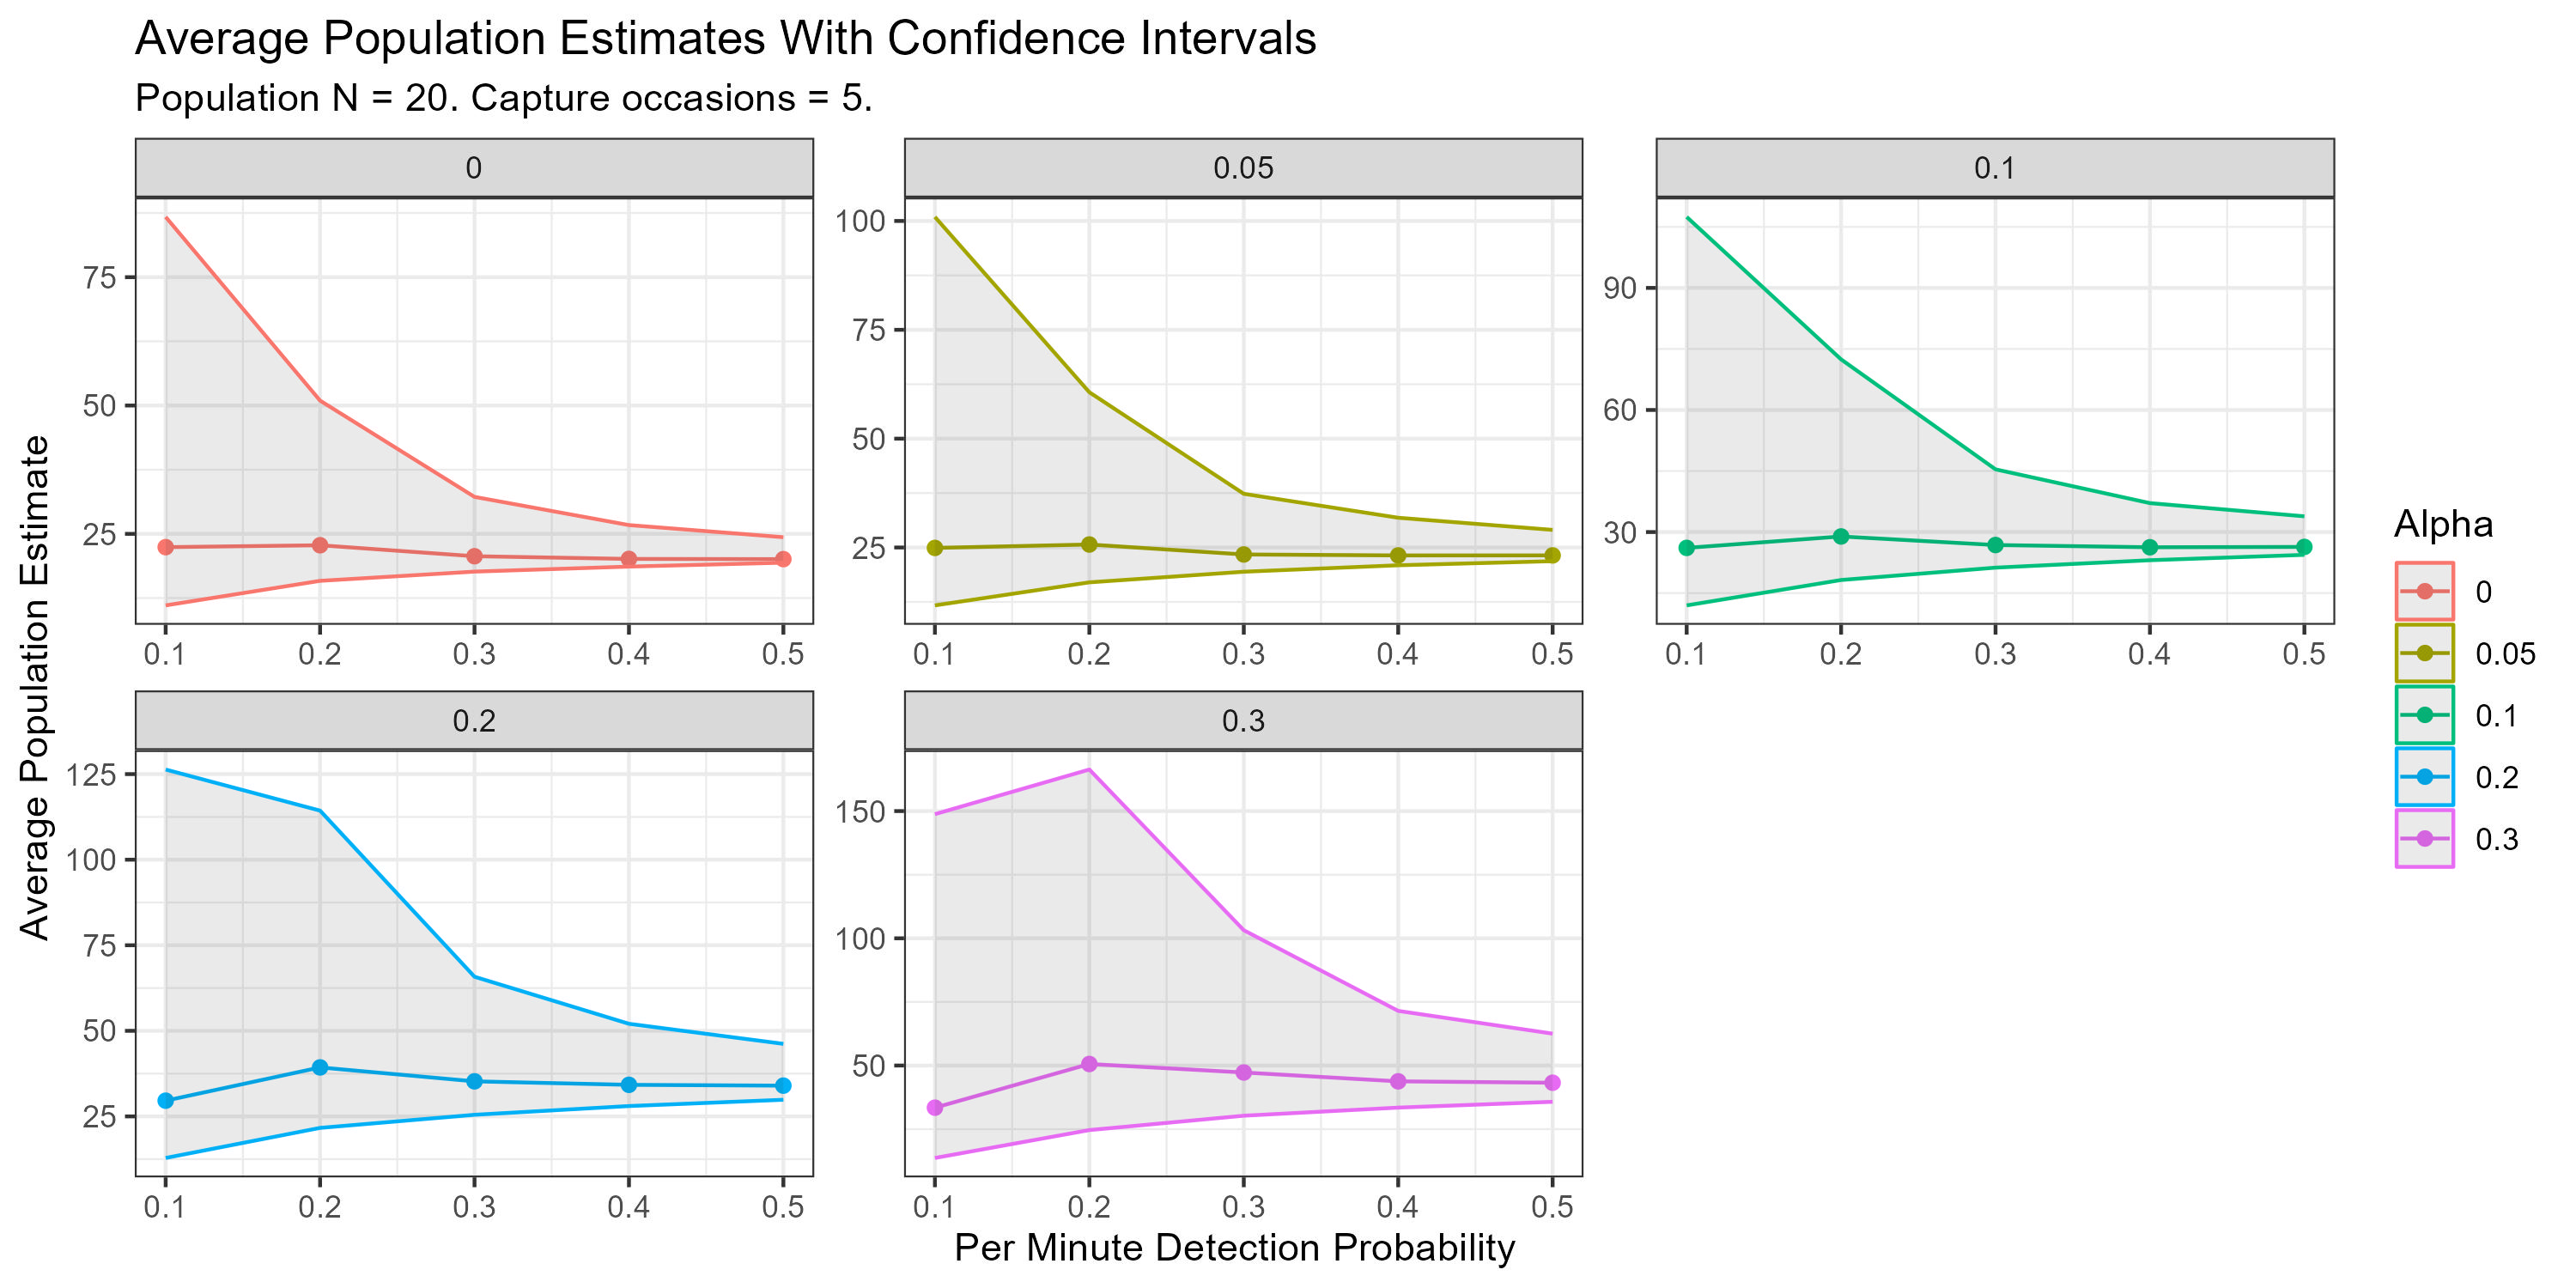 Average Population Estimates With Confidence Intervals
Population N = 20. Capture occasions = 5.
0
0.05
0.1
75
50
25
100
75
50
25
90
60
30
0.1 0.2 0.3 0.4 0.5
0.1 0.2 0.3 0.4 0.5
0.1 0.2 0.3 0.4 0.5
0.2
0.3
125
100
75
50
25
150
100
50
0.1 0.2 0.3 0.4 0.5
0.1 0.2 0.3 0.4 0.5
Average Population Estimate
Per Minute Detection Probability
Alpha
0
0.05
0.1
0.2
0.3